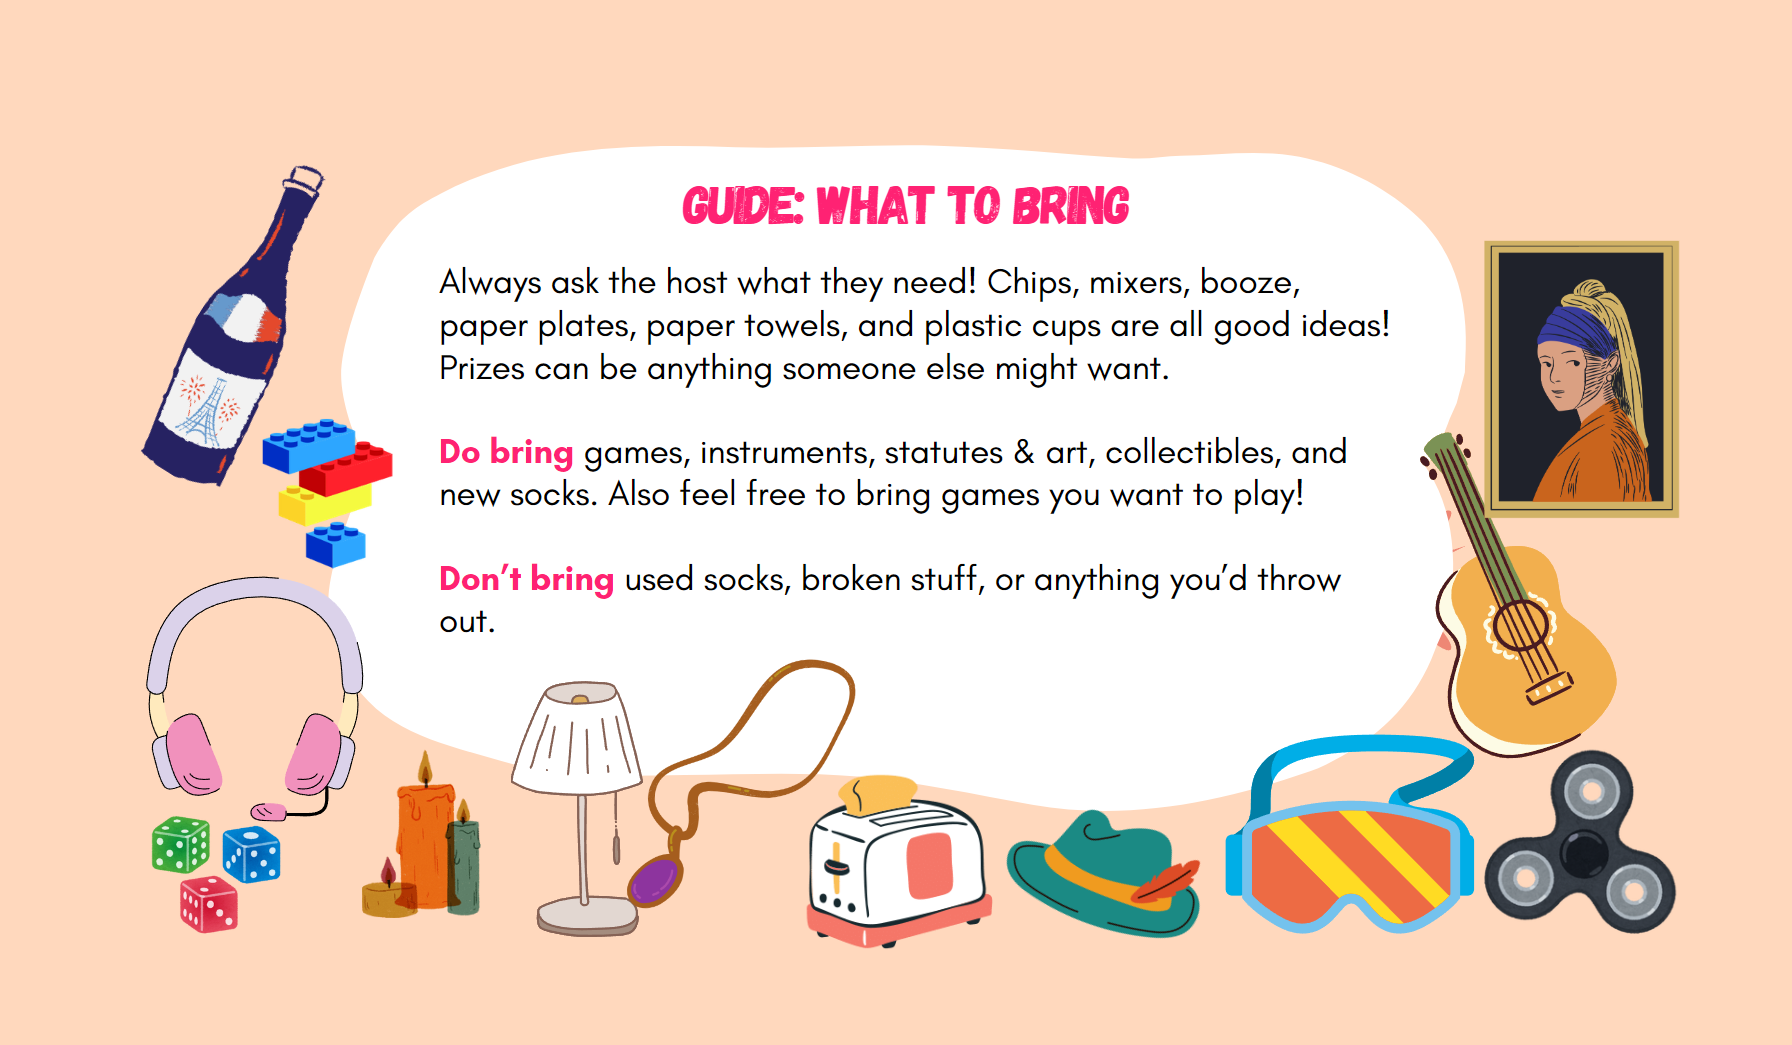 GUIDE: WHAT TO BRING
Always ask the host what they need! Chips, mixers, booze,
paper plates, paper towels, and plastic cups are all good ideas!
Prizes can be anything someone else might want.
Do bring games, instruments, statutes & art, collectibles, and
new socks. Also feel free to bring games you want to play!
Don’t bring used socks, broken stuff, or anything you’d throw
out.